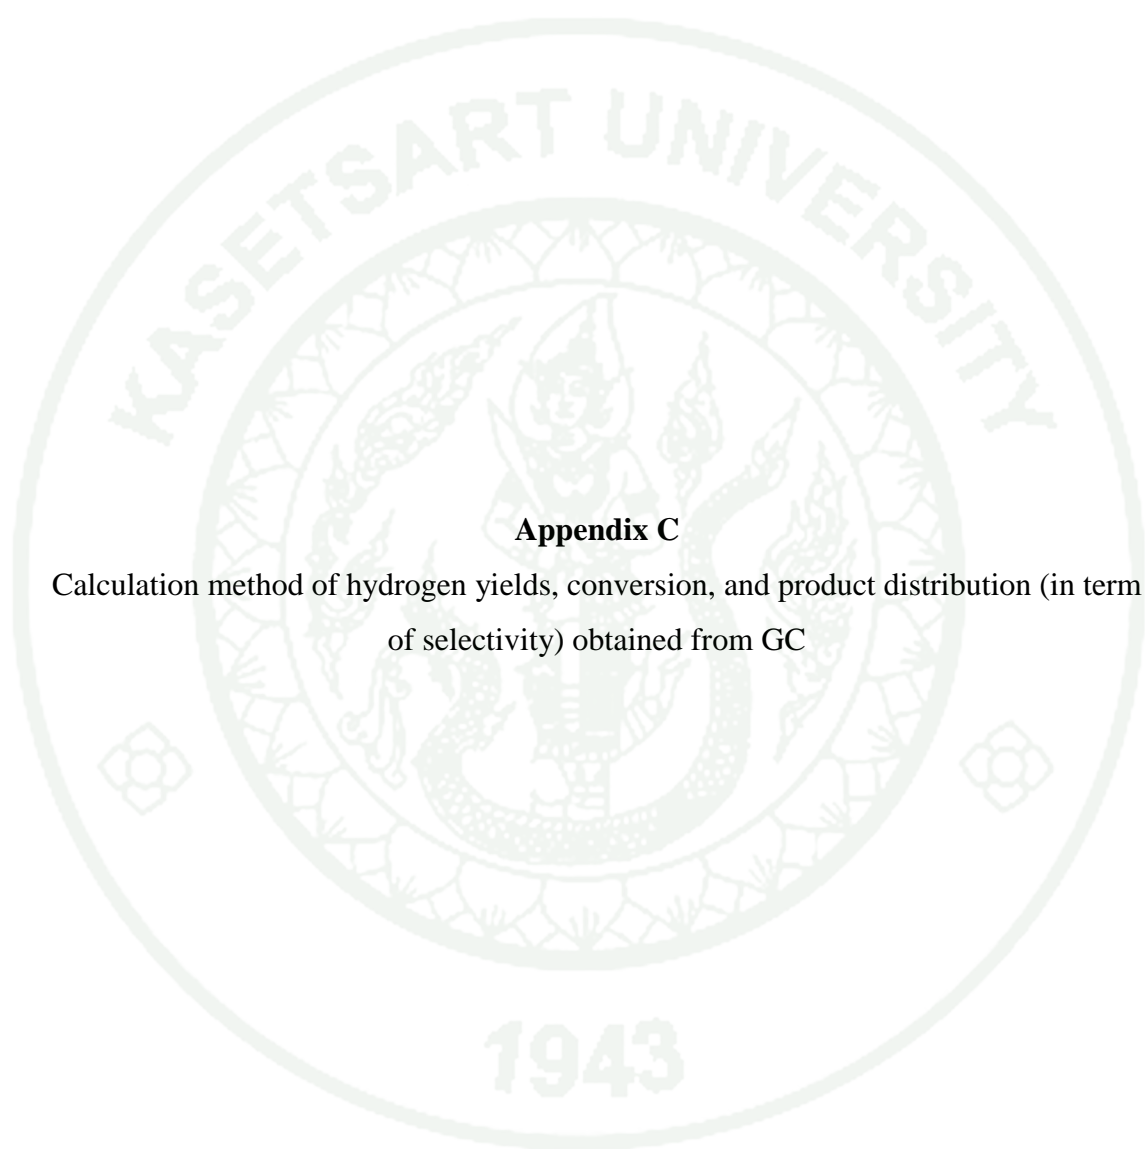 KASETSART UNIVERSITY
Appendix C
Calculation method of hydrogen yields, conversion, and product distribution (in term
of selectivity) obtained from GC
1943